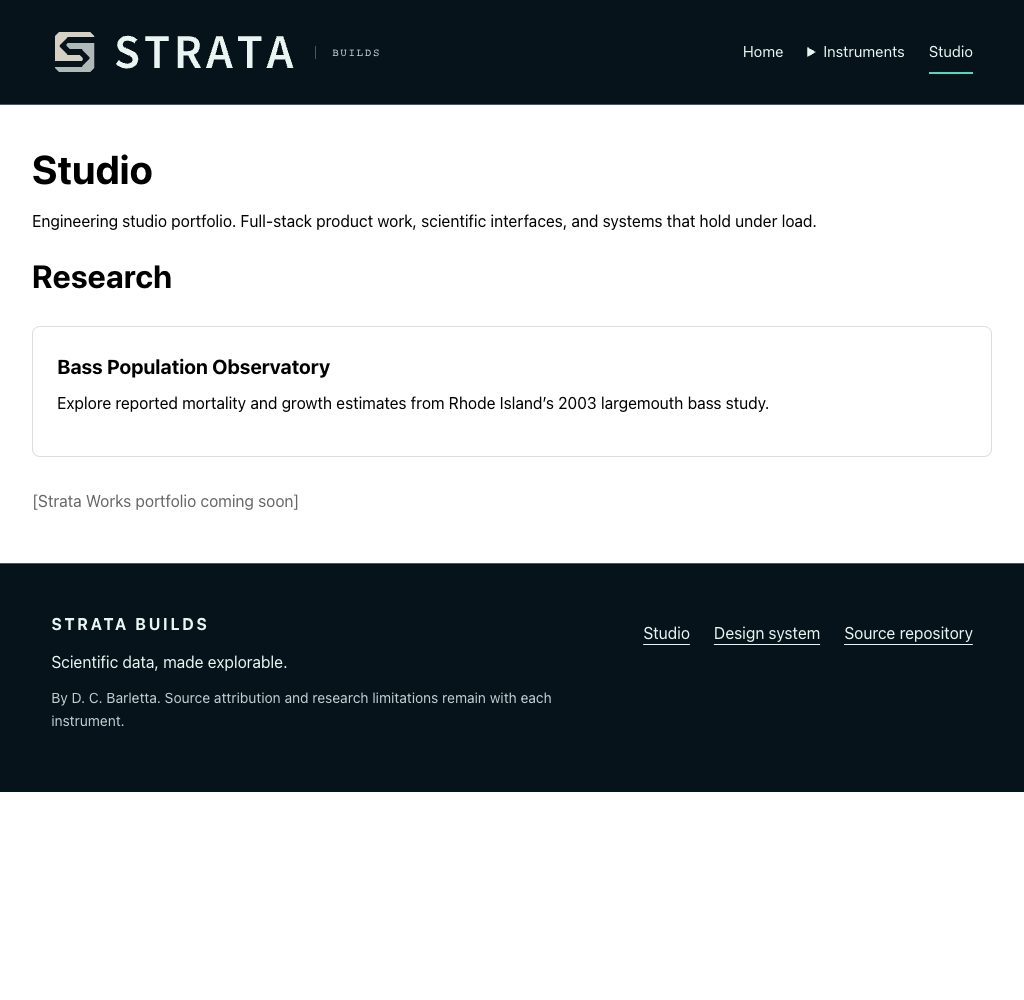 STRATA
BUILDS
Home
Instruments
Studio
Studio
Engineering studio portfolio. Full-stack product work, scientific interfaces, and systems that hold under load.
Research
Bass Population Observatory
Explore reported mortality and growth estimates from Rhode Island’s 2003 largemouth bass study.
[Strata Works portfolio coming soon]
STRATA BUILDS
Scientific data, made explorable.
By D. C. Barletta. Source attribution and research limitations remain with each
instrument.
Studio
Design system
Source repository